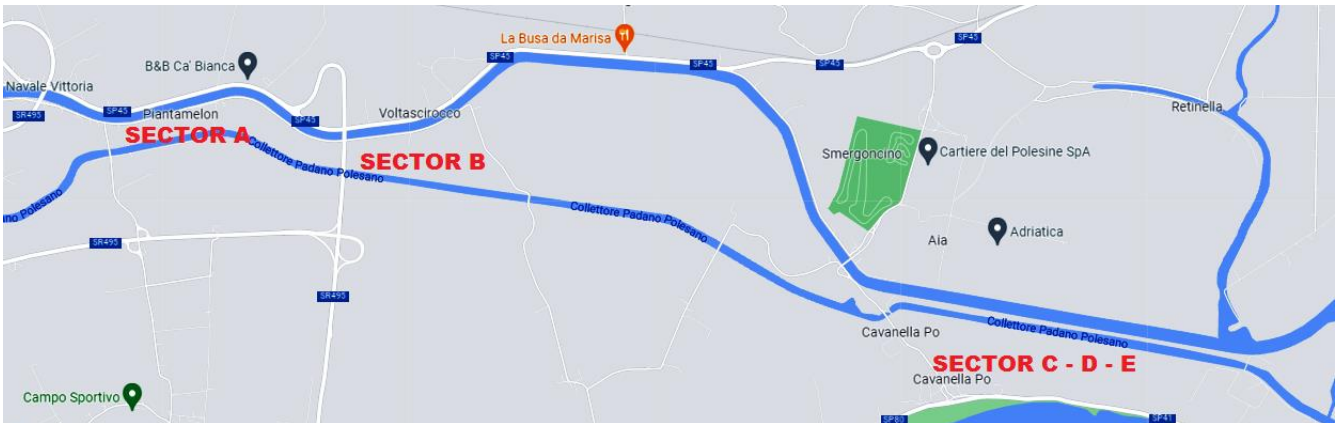 La Busa da Marisa
SP45
SP45
SP45
SP45
B&B Ca' Bianca
Navale Vittoria
SR495
SP45
Piantamelon
SP45
Voltascirocco
Retinella
SECTOR A
SECTOR B
Collettore Padano Polesano
Smergoncino
Cartiere del Polesine SpA
Collettore Padano Polesano
no Polesano
SR495
Aia
Adriatica
SR495
Cavanella Po
Collettore Padano Polesano
SECTOR C - D - E
Cavanella Po
Campo Sportivo
SP80
SP41